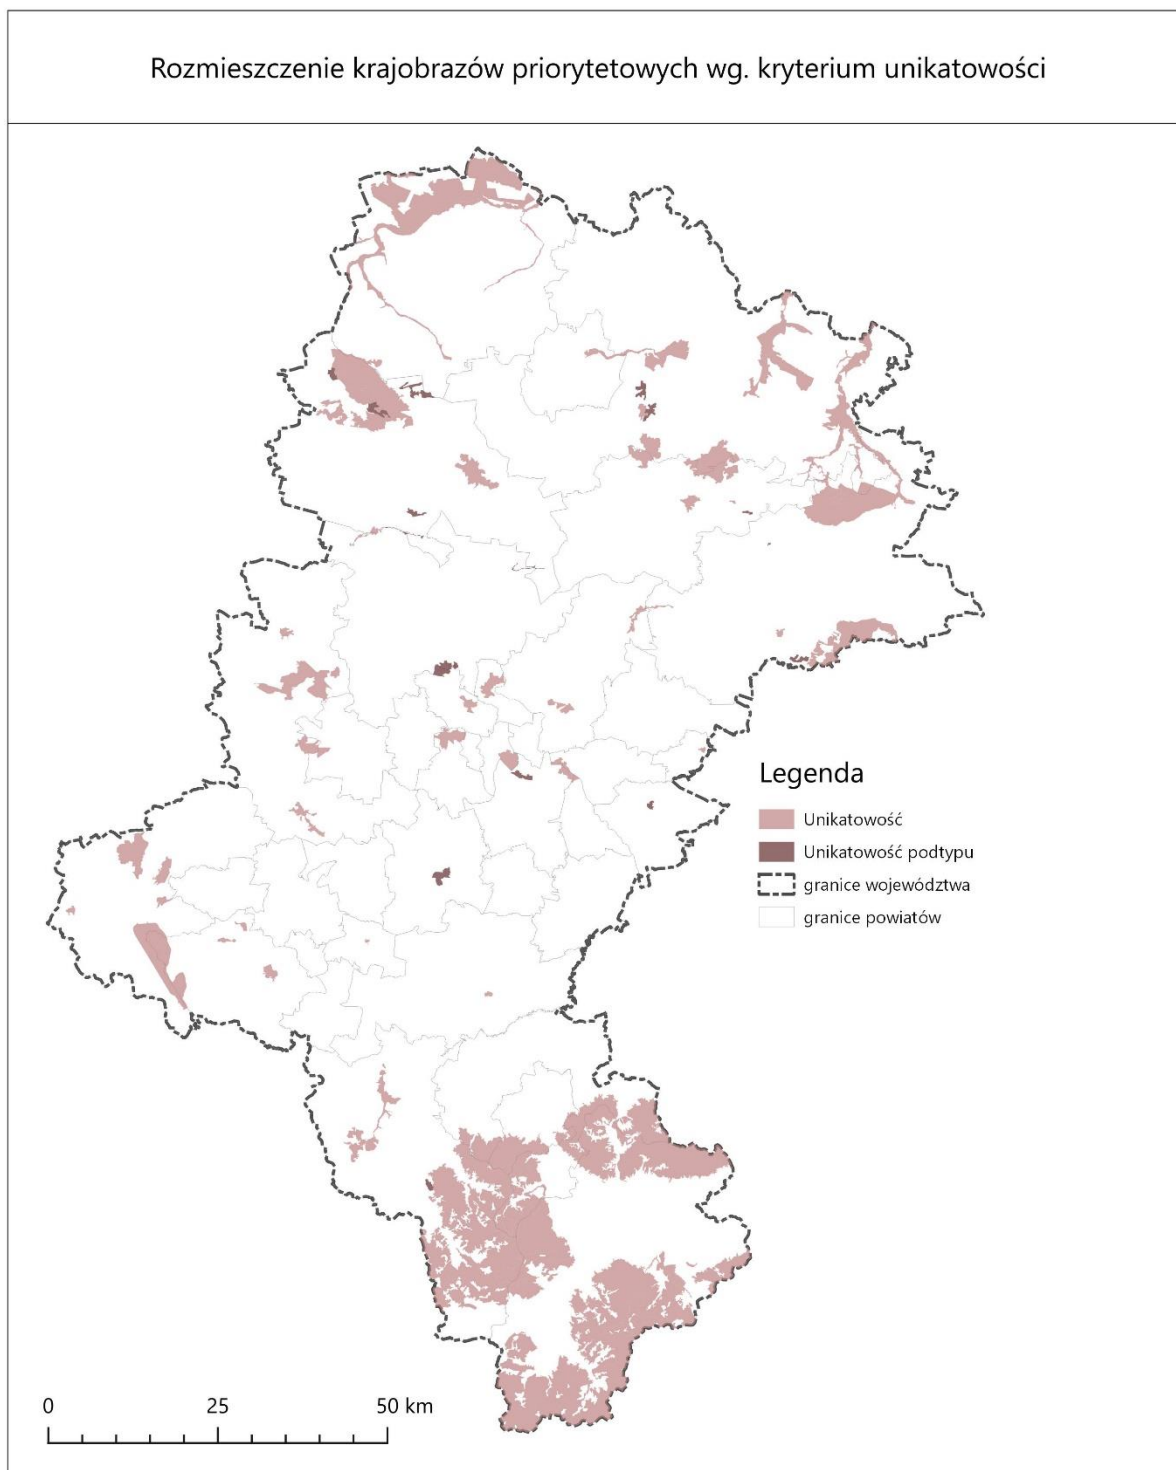 Rozmieszczenie krajobrazów priorytetowych wg. kryterium unikatowości
Legenda
Unikatowość
Unikatowość podtypu
granice województwa
granice powiatów
0 25 50 km